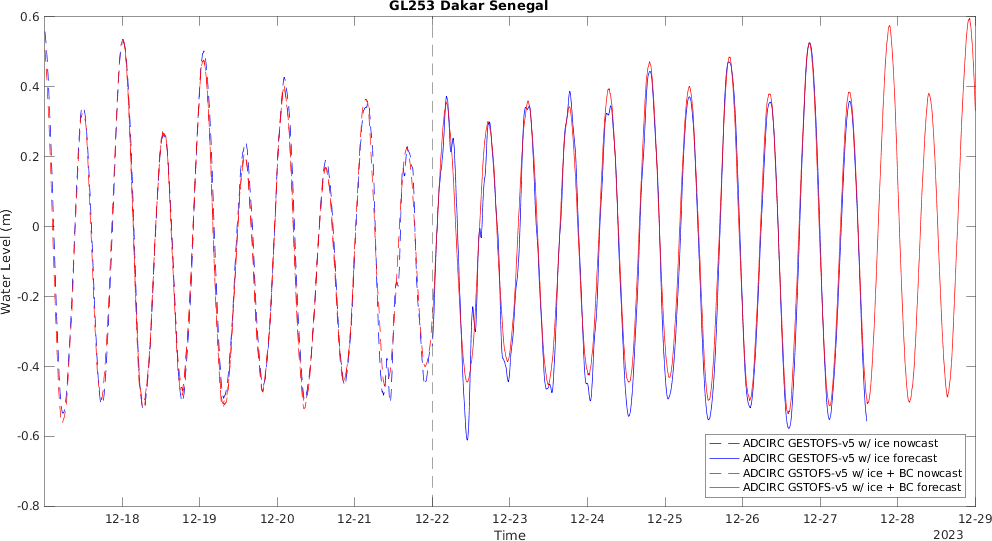 GL253 Dakar Senegal
0.6
0.4
0.2
0
-0.2
-0.4
-0.6
-0.8
Water Level (m)
ADCIRC GESTOFS-v5 w/ ice nowcast
ADCIRC GESTOFS-v5 w/ ice forecast
ADCIRC GSTOFS-v5 w/ ice + BC nowcast
ADCIRC GSTOFS-v5 w/ ice + BC forecast
12-18 12-19 12-20 12-21 12-22 12-23 12-24 12-25 12-26 12-27 12-28 12-29
Time
2023